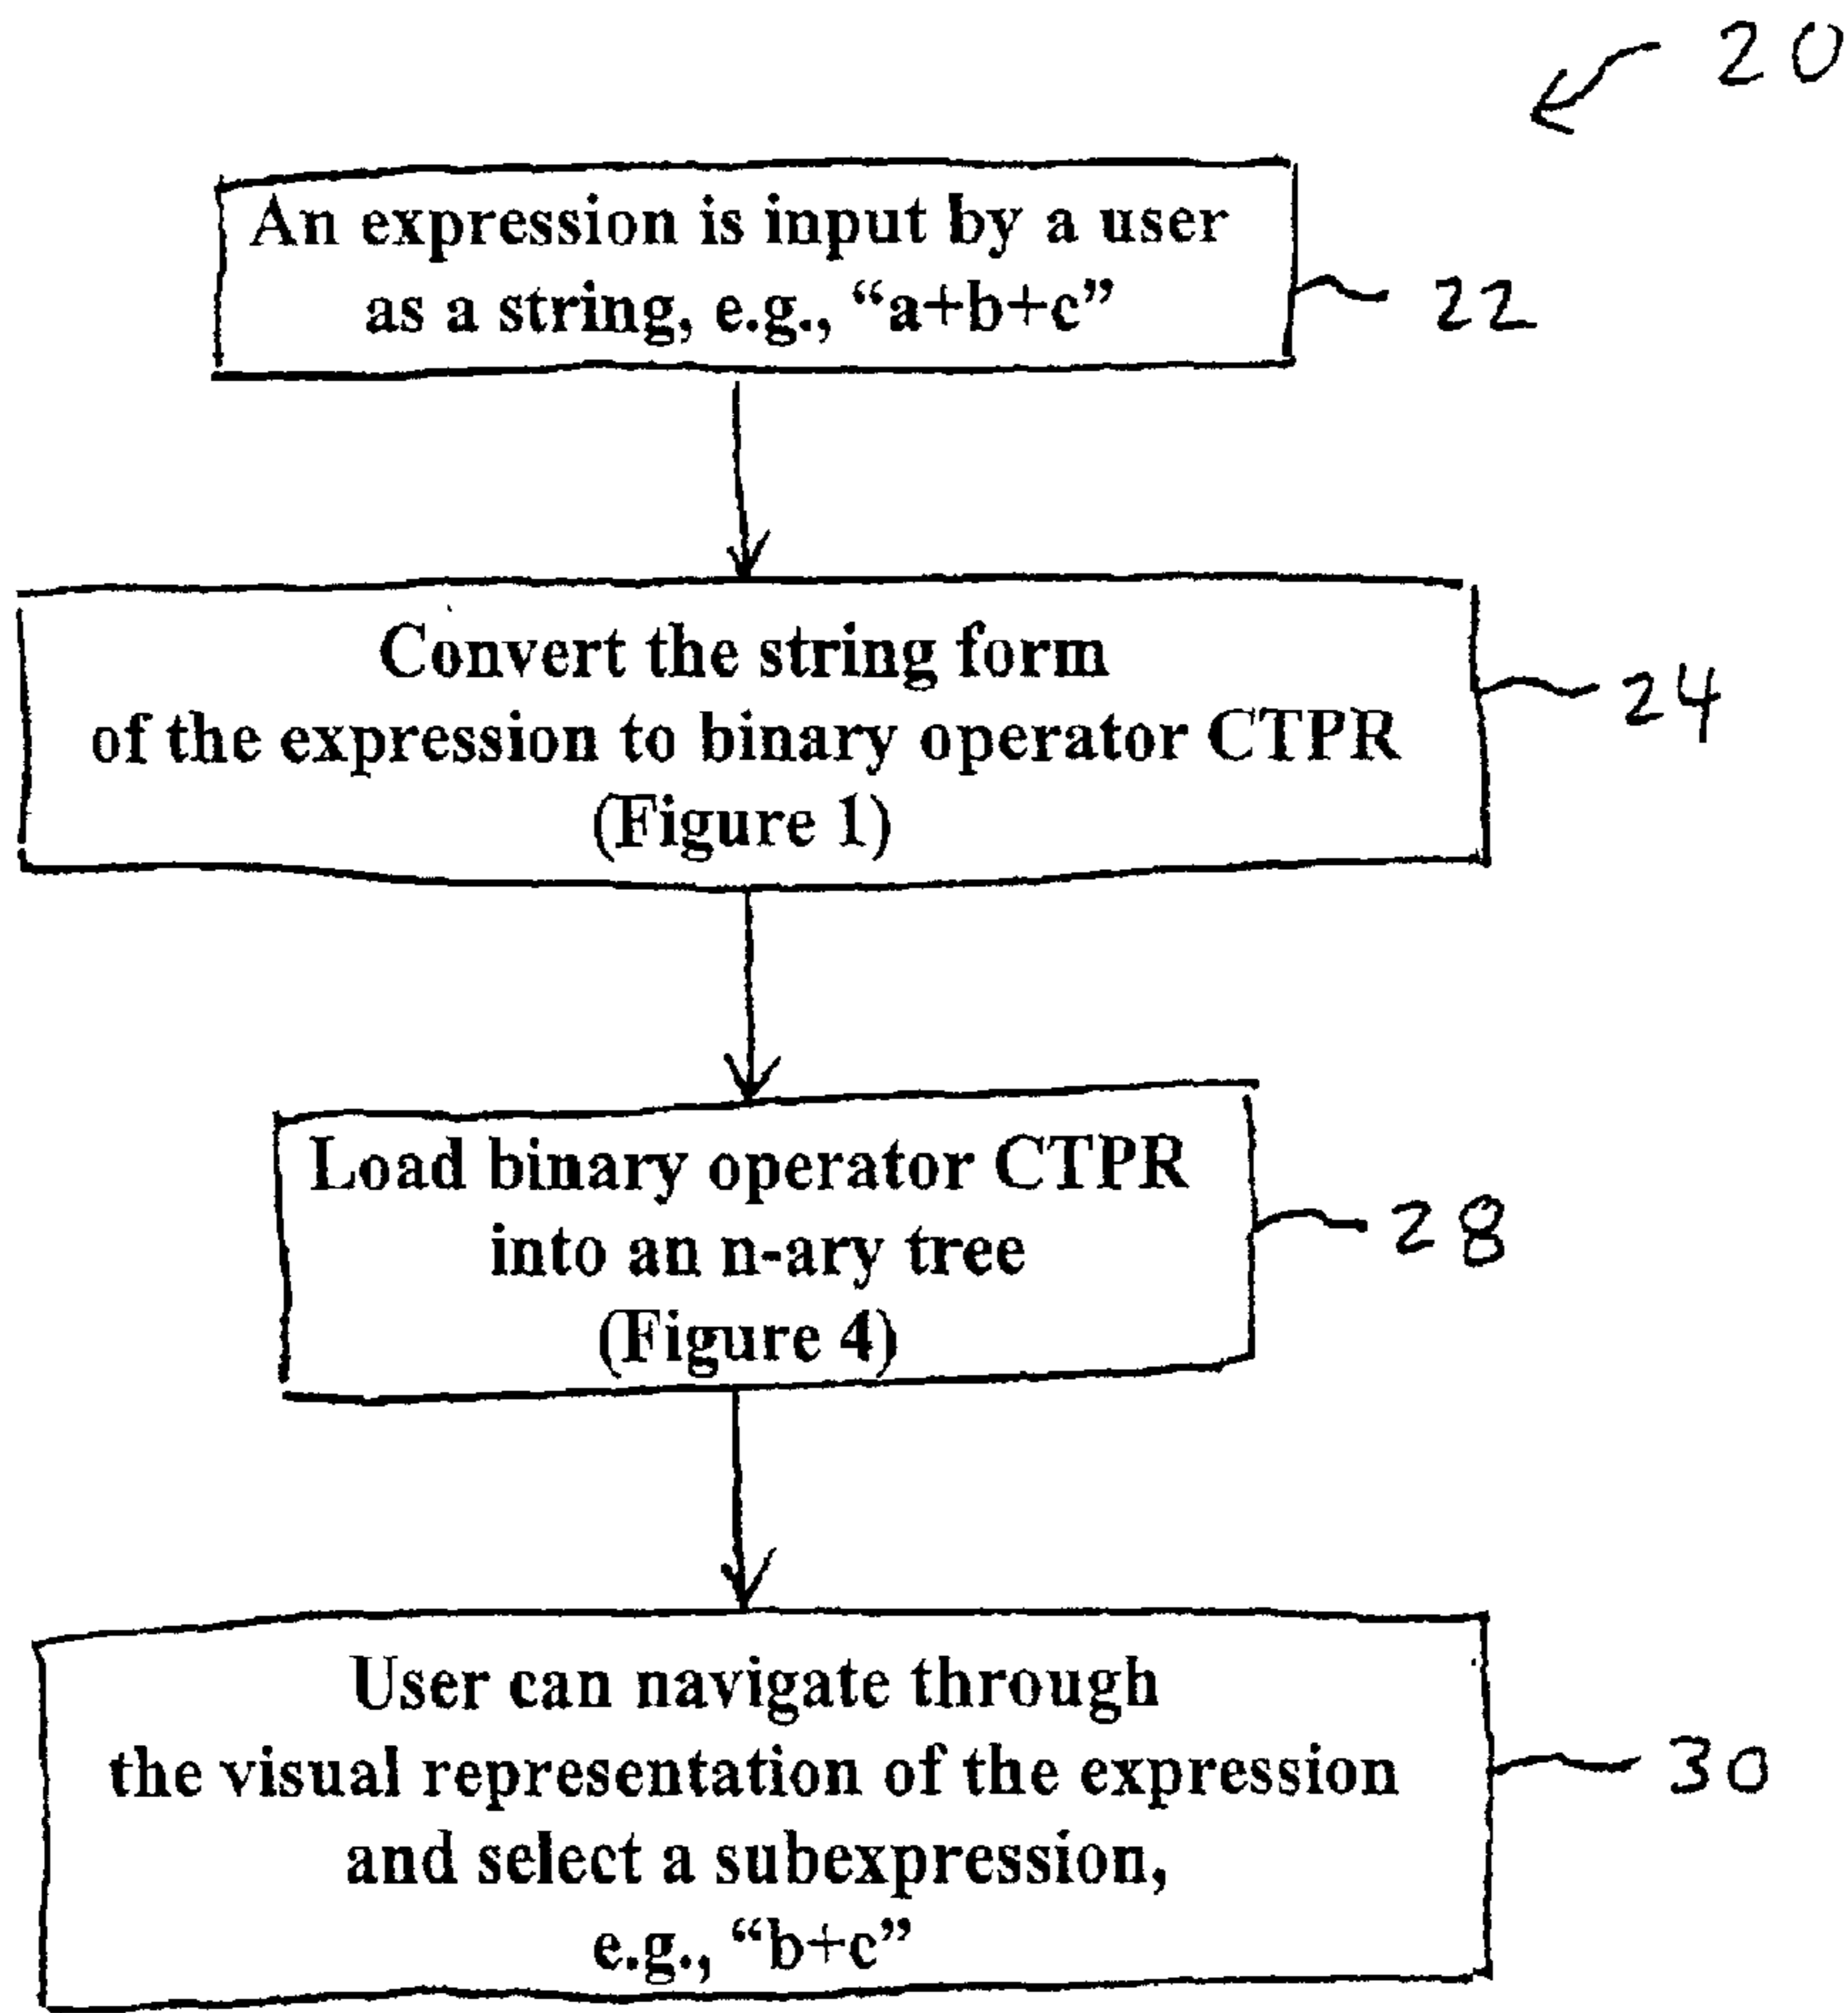 20
An expression is input by a user
as a string, e.g., “a+b+c”
22
Convert the string form
of the expression to binary operator CTPR
(Figure 1)
24
Load binary operator CTPR
into an n-ary tree
(Figure 4)
28
User can navigate through
the visual representation of the expression
and select a subexpression,
e.g., “b+c”
30